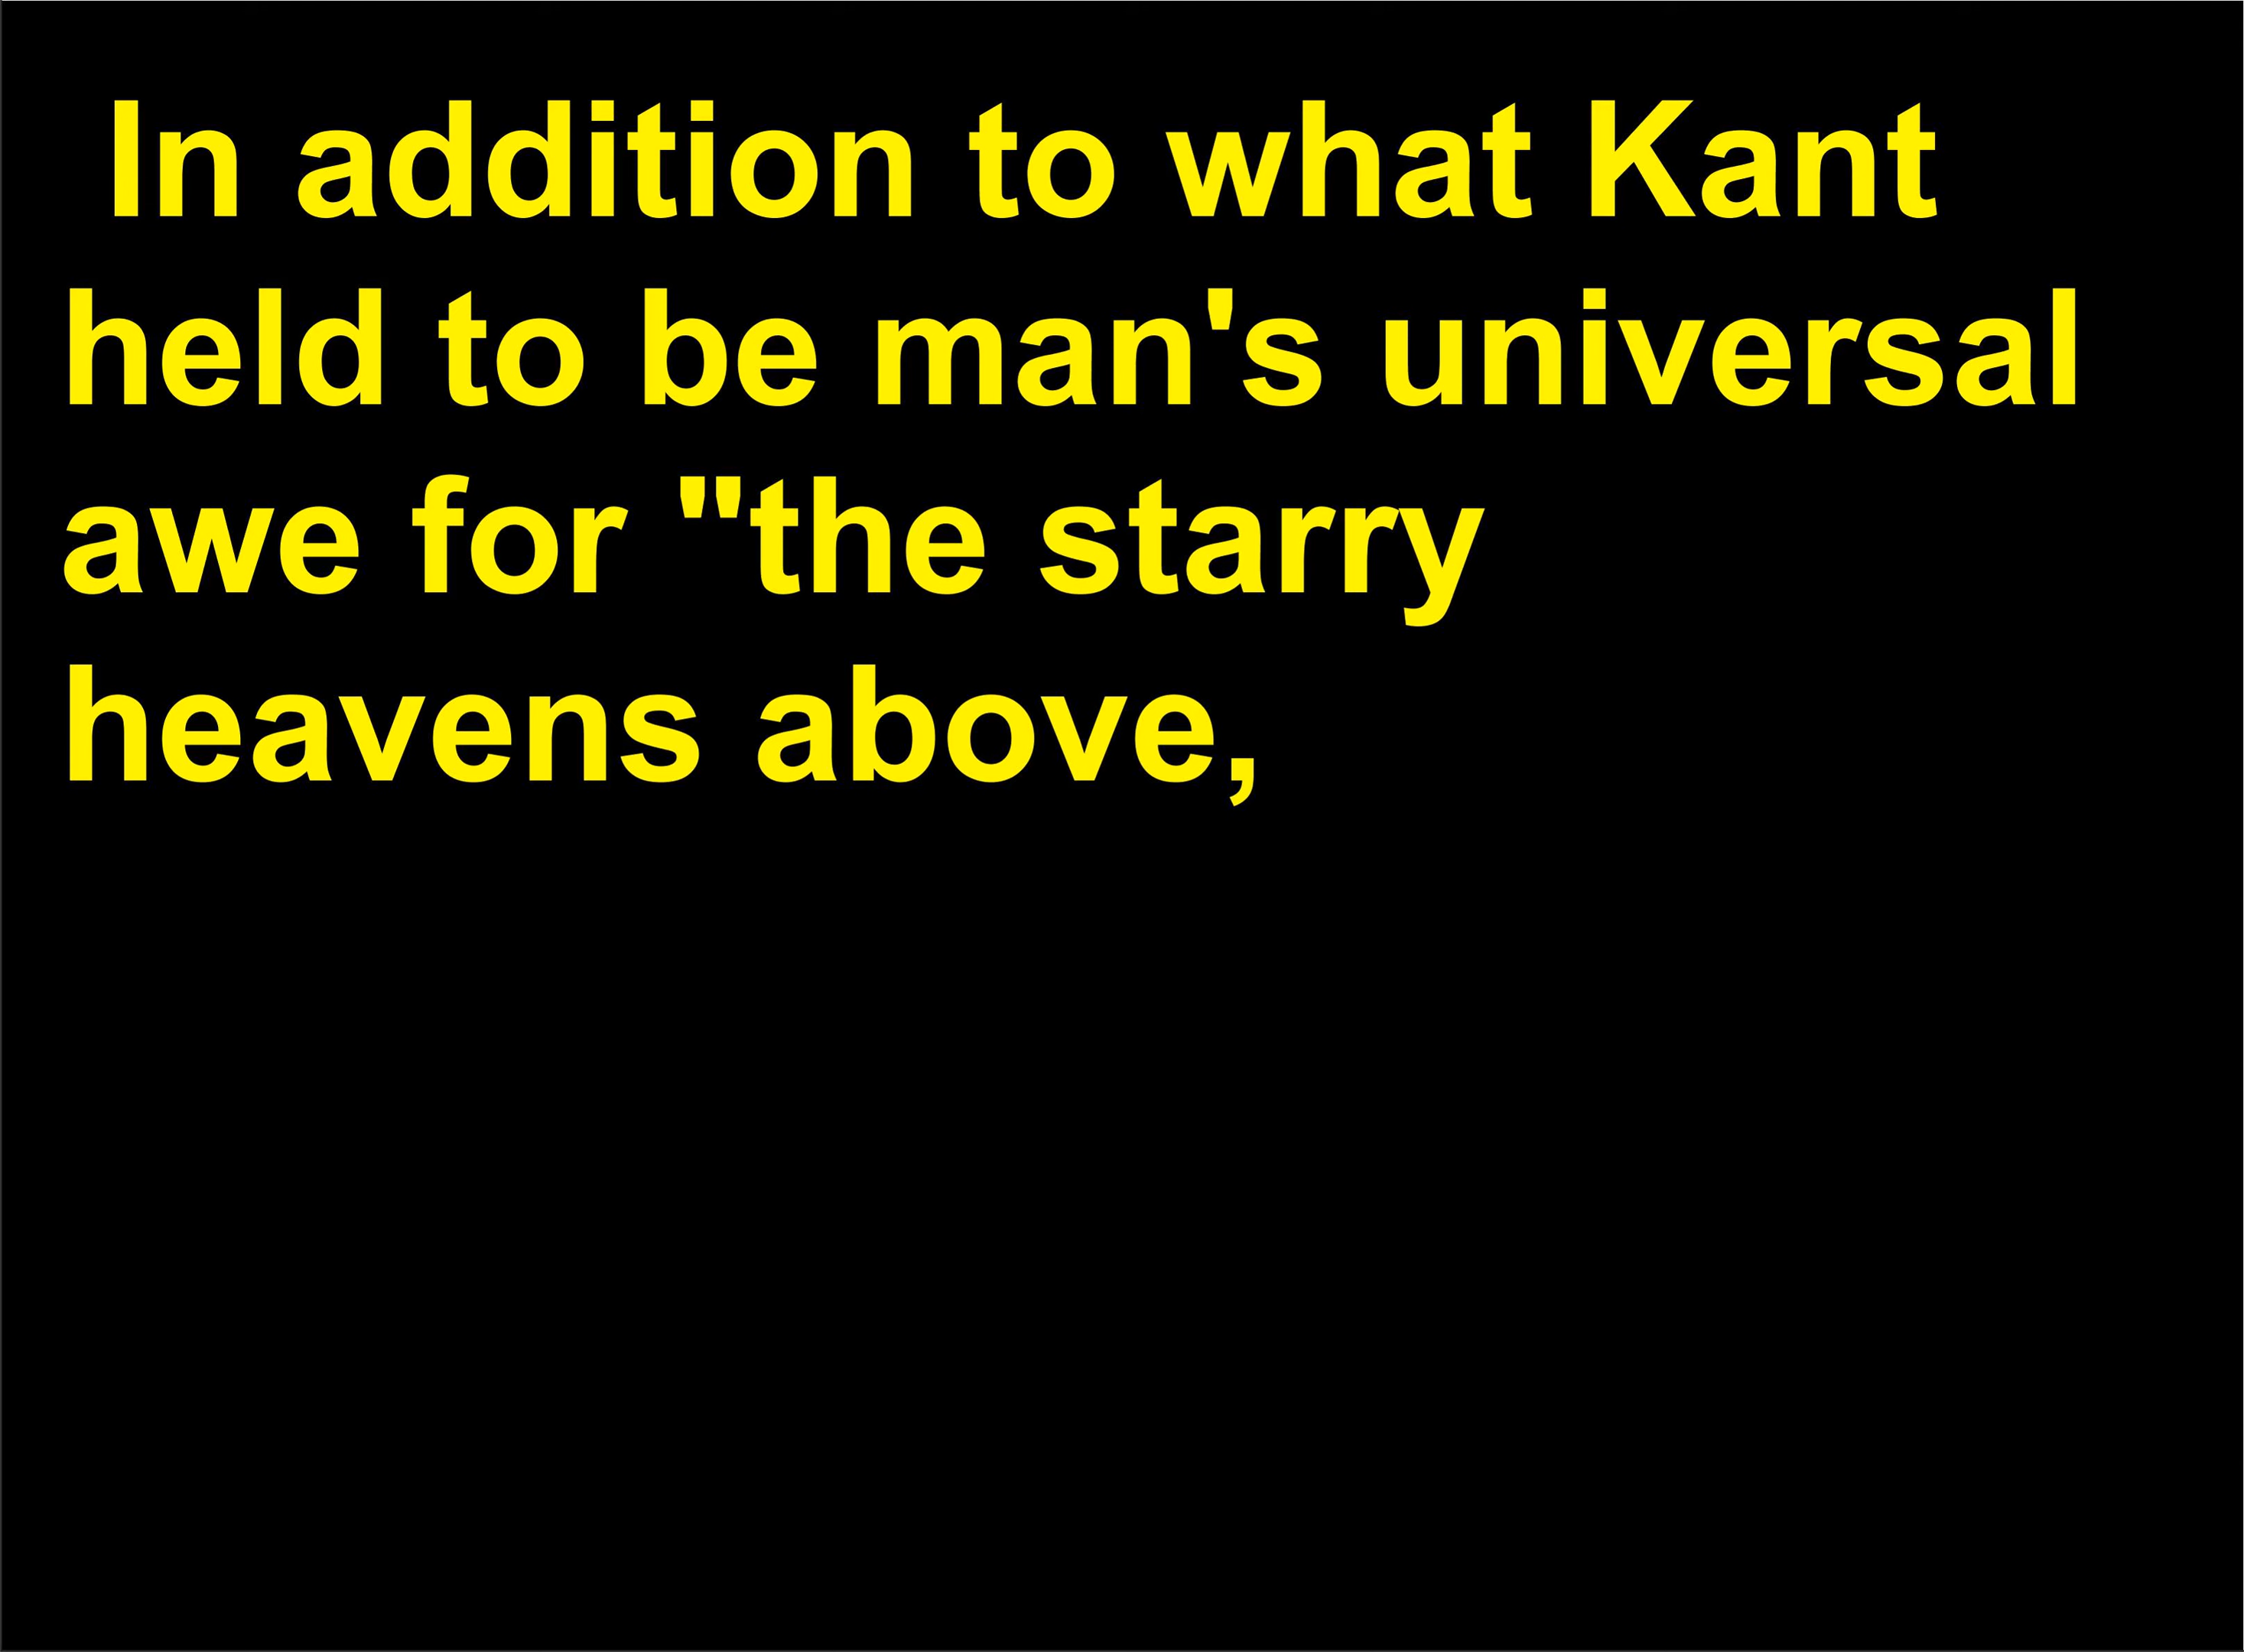 In addition to what Kant
held to be man's universal
awe for "the starry
heavens above,